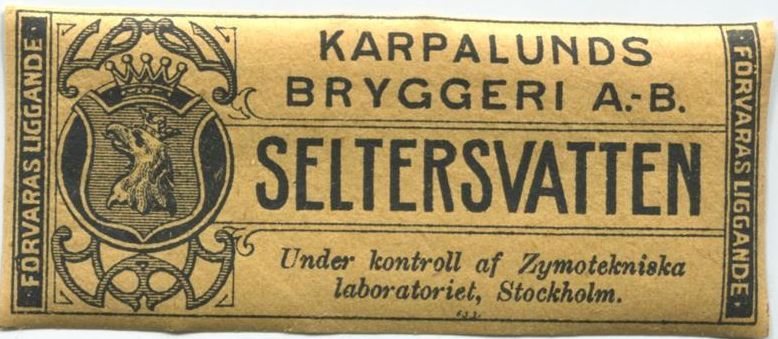 FÖRVARAS LIGGANDE
KARPALUNDS
BRYGGERI A.-B.
SELTERSVATTEN
Under kontroll af Zymotekniska
laboratoriet, Stockholm.
FÖRVARAS LIGGANDE